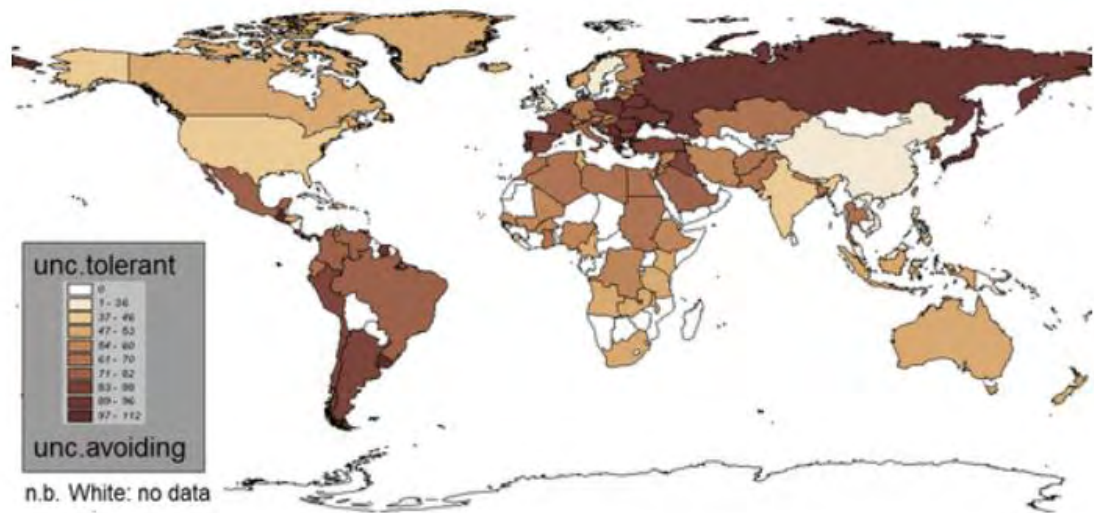 unc.tolerant
0
1 - 36
37 - 46
47 - 53
54 - 60
61 - 70
71 - 82
83 - 88
89 - 96
97 - 112
unc.avoiding
n.b. White: no data